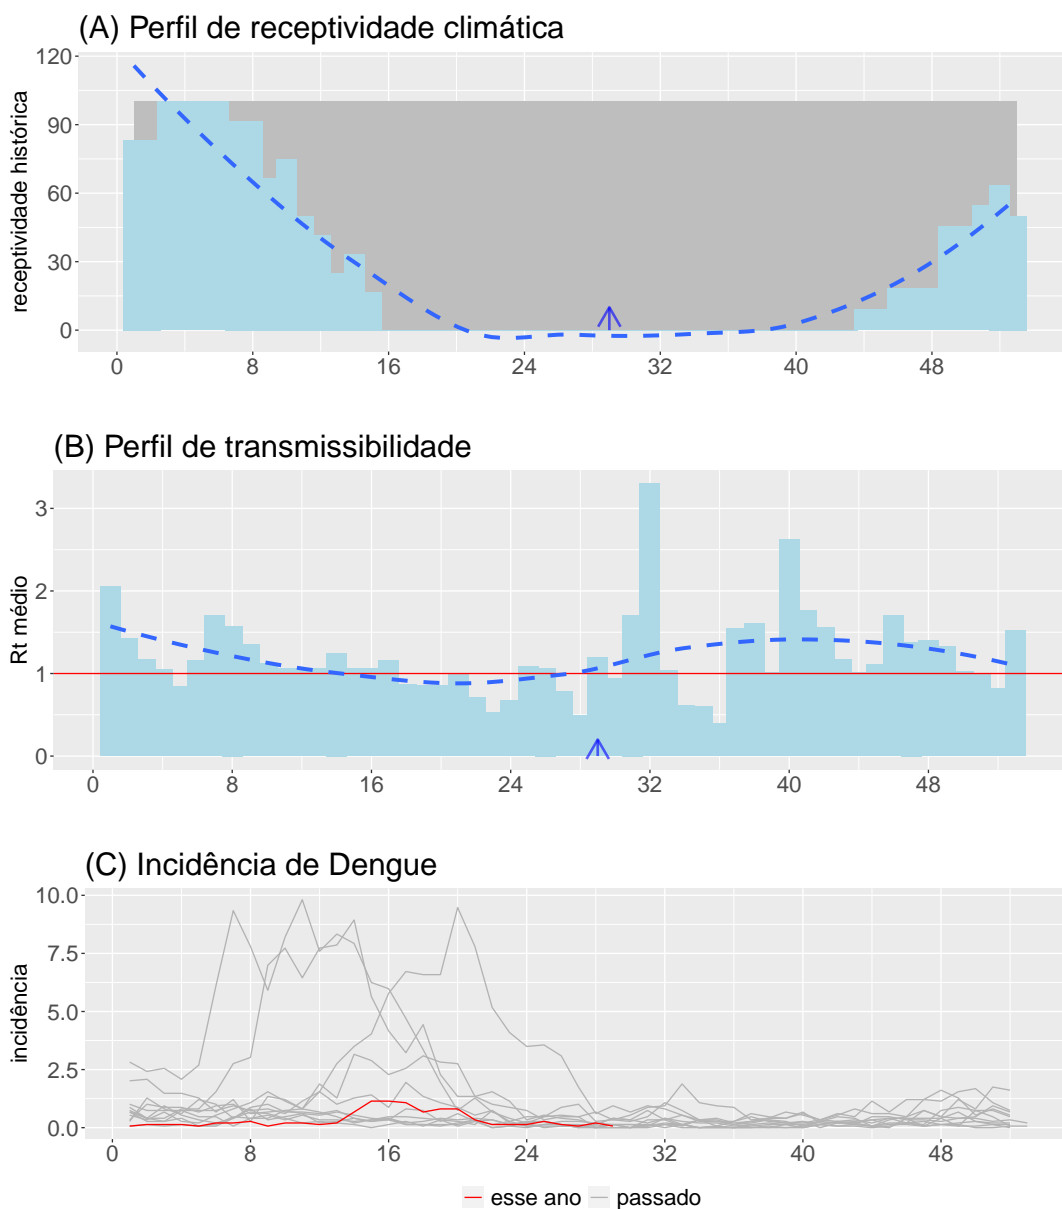 (A) Perfil de receptividade climática
receptividade histórica
120
90
60
30
0
0 8 16 24 32 40 48
(B) Perfil de transmissibilidade
Rt médio
3
2
1
0
0 8 16 24 32 40 48
(C) Incidência de Dengue
incidência
10.0
7.5
5.0
2.5
0.0
0 8 16 24 32 40 48
esse ano passado